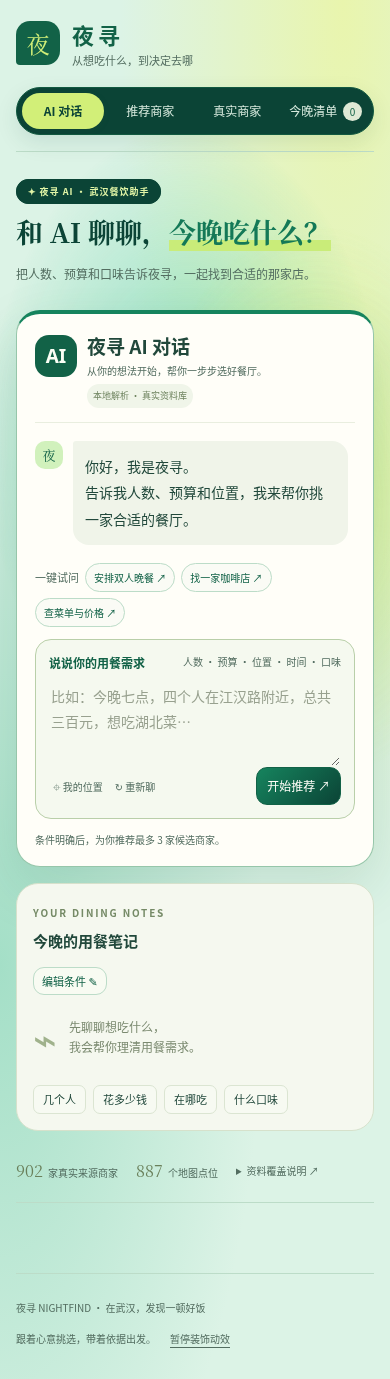 夜
夜寻
从想吃什么，到决定去哪
AI 对话 推荐商家 真实商家 今晚清单 0
✦ 夜寻 AI · 武汉餐饮助手
和 AI 聊聊，今晚吃什么？
把人数、预算和口味告诉夜寻，一起找到合适的那家店。
AI
夜寻 AI 对话
从你的想法开始，帮你一步步选好餐厅。
本地解析 · 真实资料库
夜
你好，我是夜寻。
告诉我人数、预算和位置，我来帮你挑
一家合适的餐厅。
一键试问 安排双人晚餐 ↗ 找一家咖啡店 ↗
查菜单与价格 ↗
说说你的用餐需求 人数 · 预算 · 位置 · 时间 · 口味
比如：今晚七点，四个人在江汉路附近，总共
三百元，想吃湖北菜…
⌖ 我的位置 ↻ 重新聊 开始推荐 ↗
条件明确后，为你推荐最多 3 家候选商家。
YOUR DINING NOTES
今晚的用餐笔记
编辑条件 ✎
先聊聊想吃什么，
我会帮你理清用餐需求。
几个人 花多少钱 在哪吃 什么口味
902 家真实来源商家 887 个地图点位 ▶ 资料覆盖说明 ↗
夜寻 NIGHTFIND · 在武汉，发现一顿好饭
跟着心意挑选，带着依据出发。 暂停装饰动效